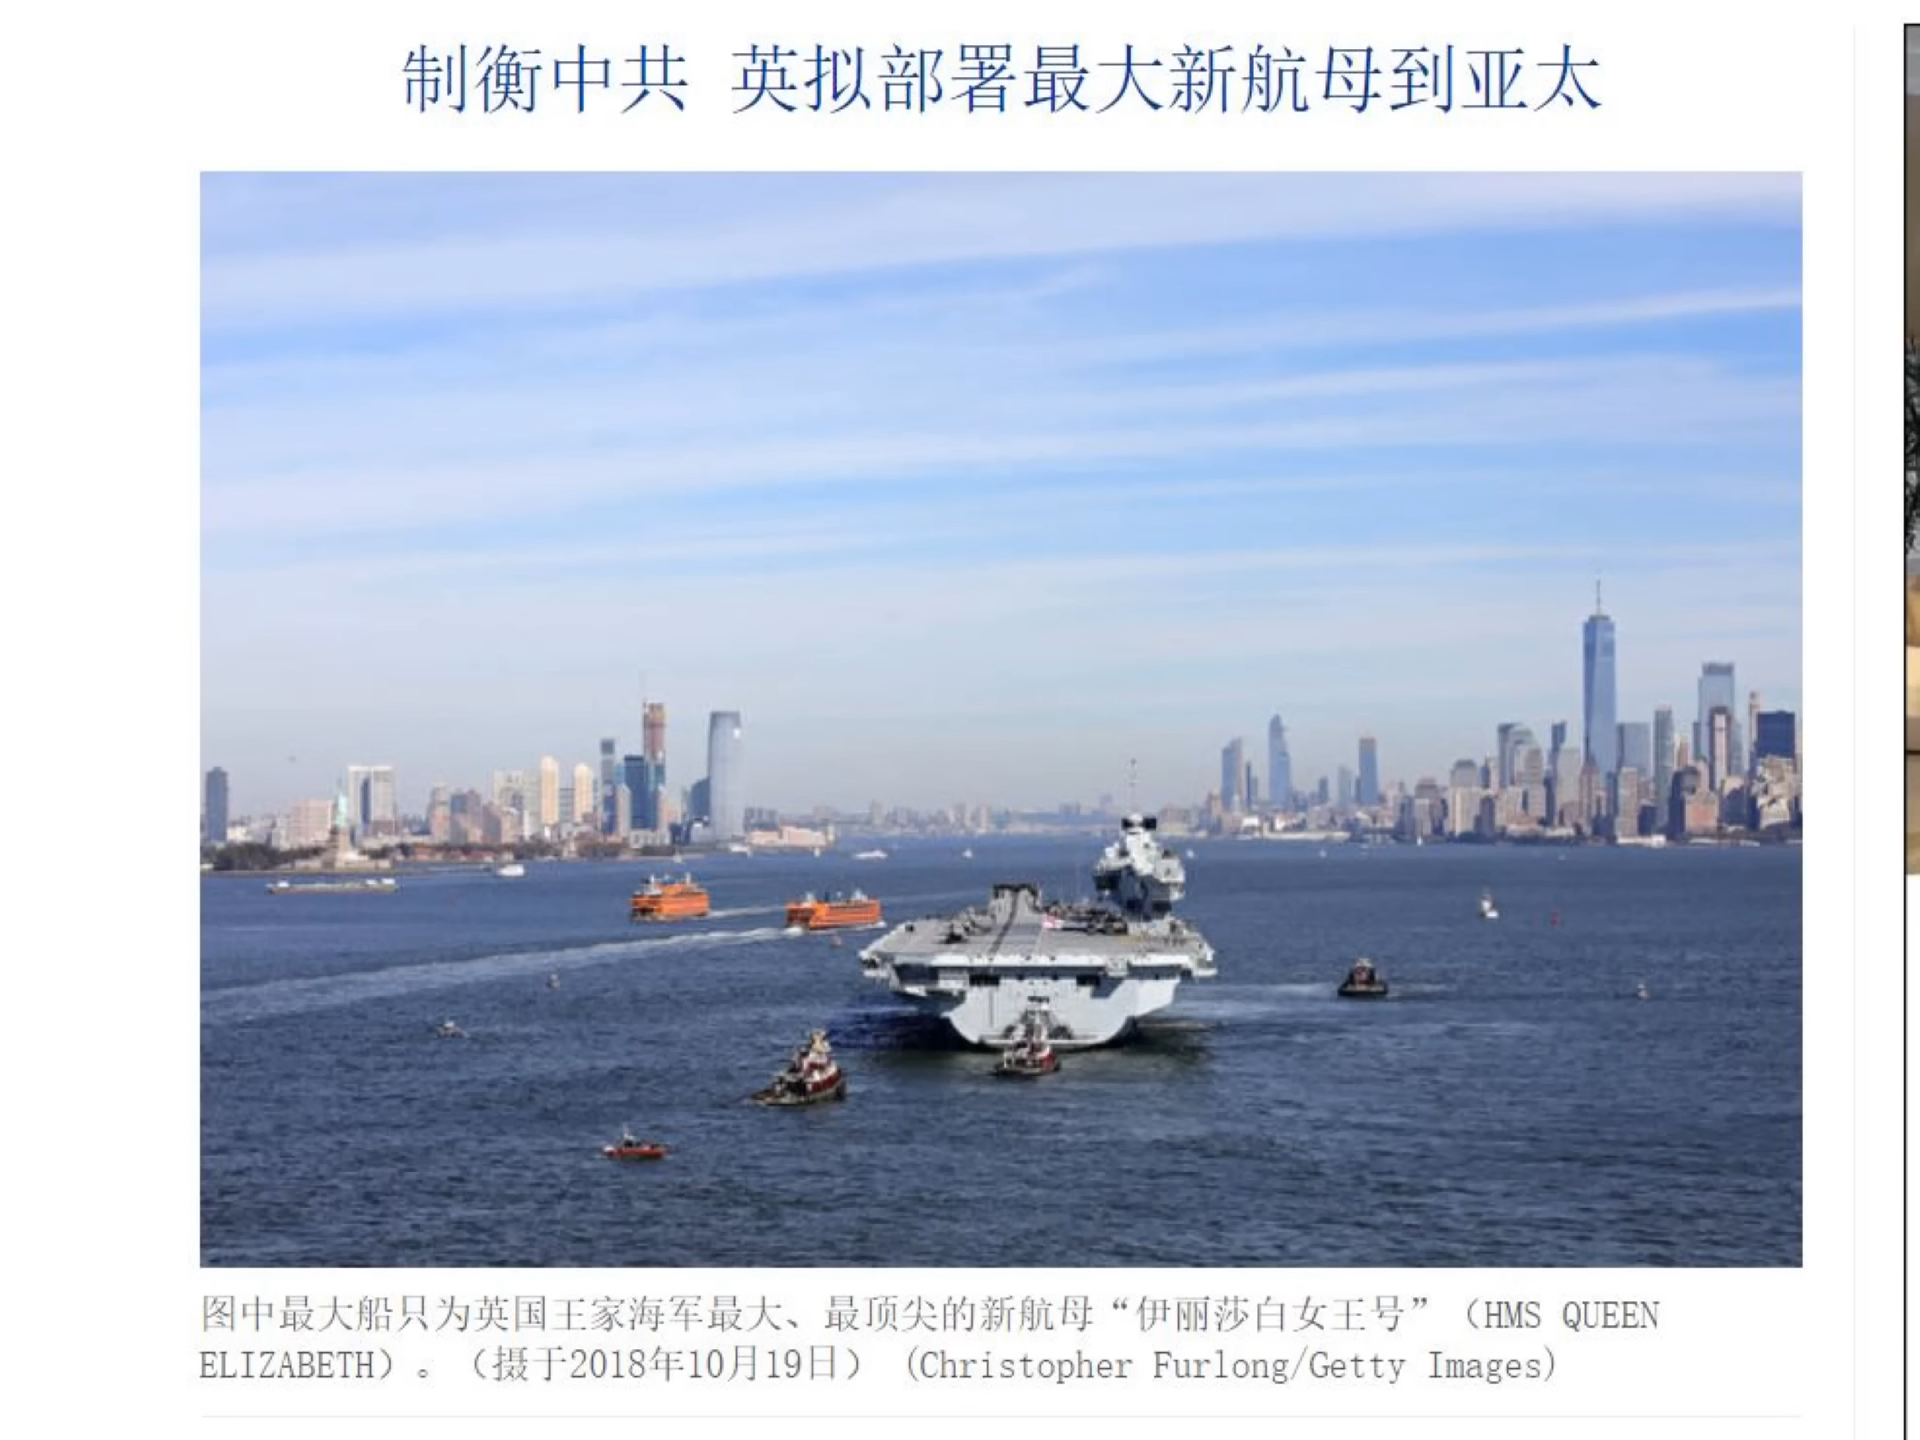 制衡中共 英拟部署最大新航母到亚太
图中最大船只为英国王家海军最大、最顶尖的新航母“伊丽莎白女王号”（HMS QUEEN
ELIZABETH）。（摄于2018年10月19日） (Christopher Furlong/Getty Images)